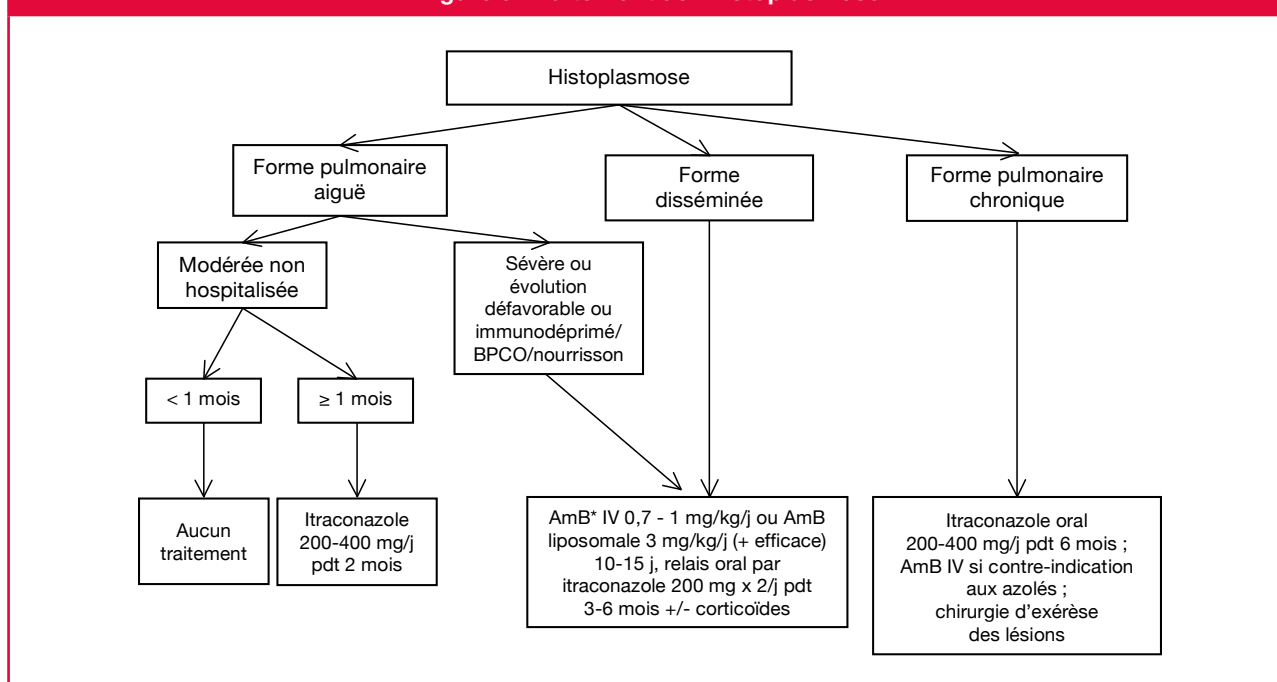 Histoplasmose
Forme pulmonaire
aiguë
Forme
disséminée
Forme pulmonaire
chronique
Modérée non
hospitalisée
Sévère ou
évolution
défavorable ou
immunodéprimé/
BPCO/nourrisson
< 1 mois
≥ 1 mois
Aucun
traitement
Itraconazole
200-400 mg/j
pdt 2 mois
AmB* IV 0,7 - 1 mg/kg/j ou AmB
liposomale 3 mg/kg/j (+ efficace)
10-15 j, relais oral par
itraconazole 200 mg x 2/j pdt
3-6 mois +/- corticoïdes
Itraconazole oral
200-400 mg/j pdt 6 mois ;
AmB IV si contre-indication
aux azolés ;
chirurgie d’exérèse
des lésions